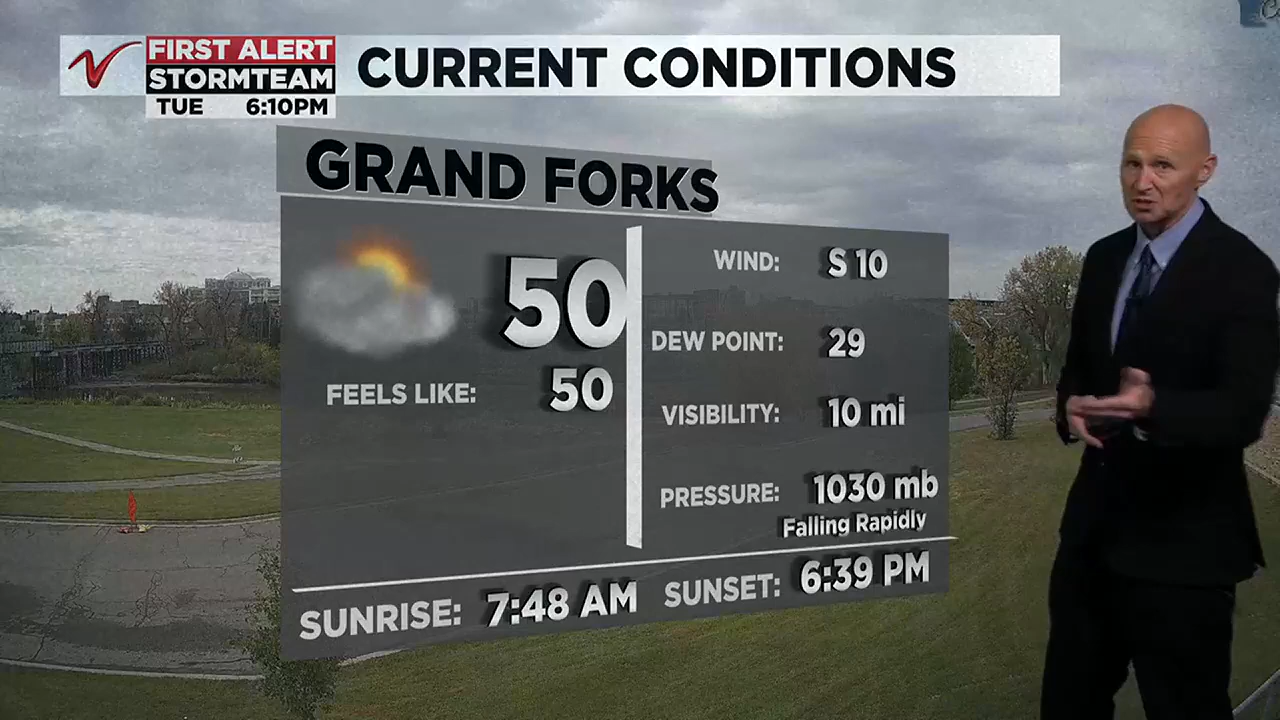 FIRST ALERT
STORMTEAM
TUE 6:10PM
CURRENT CONDITIONS
GRAND FORKS
50
FEELS LIKE: 50
WIND: S 10
DEW POINT: 29
VISIBILITY: 10 mi
PRESSURE: 1030 mb
Falling Rapidly
SUNRISE: 7:48 AM SUNSET: 6:39 PM